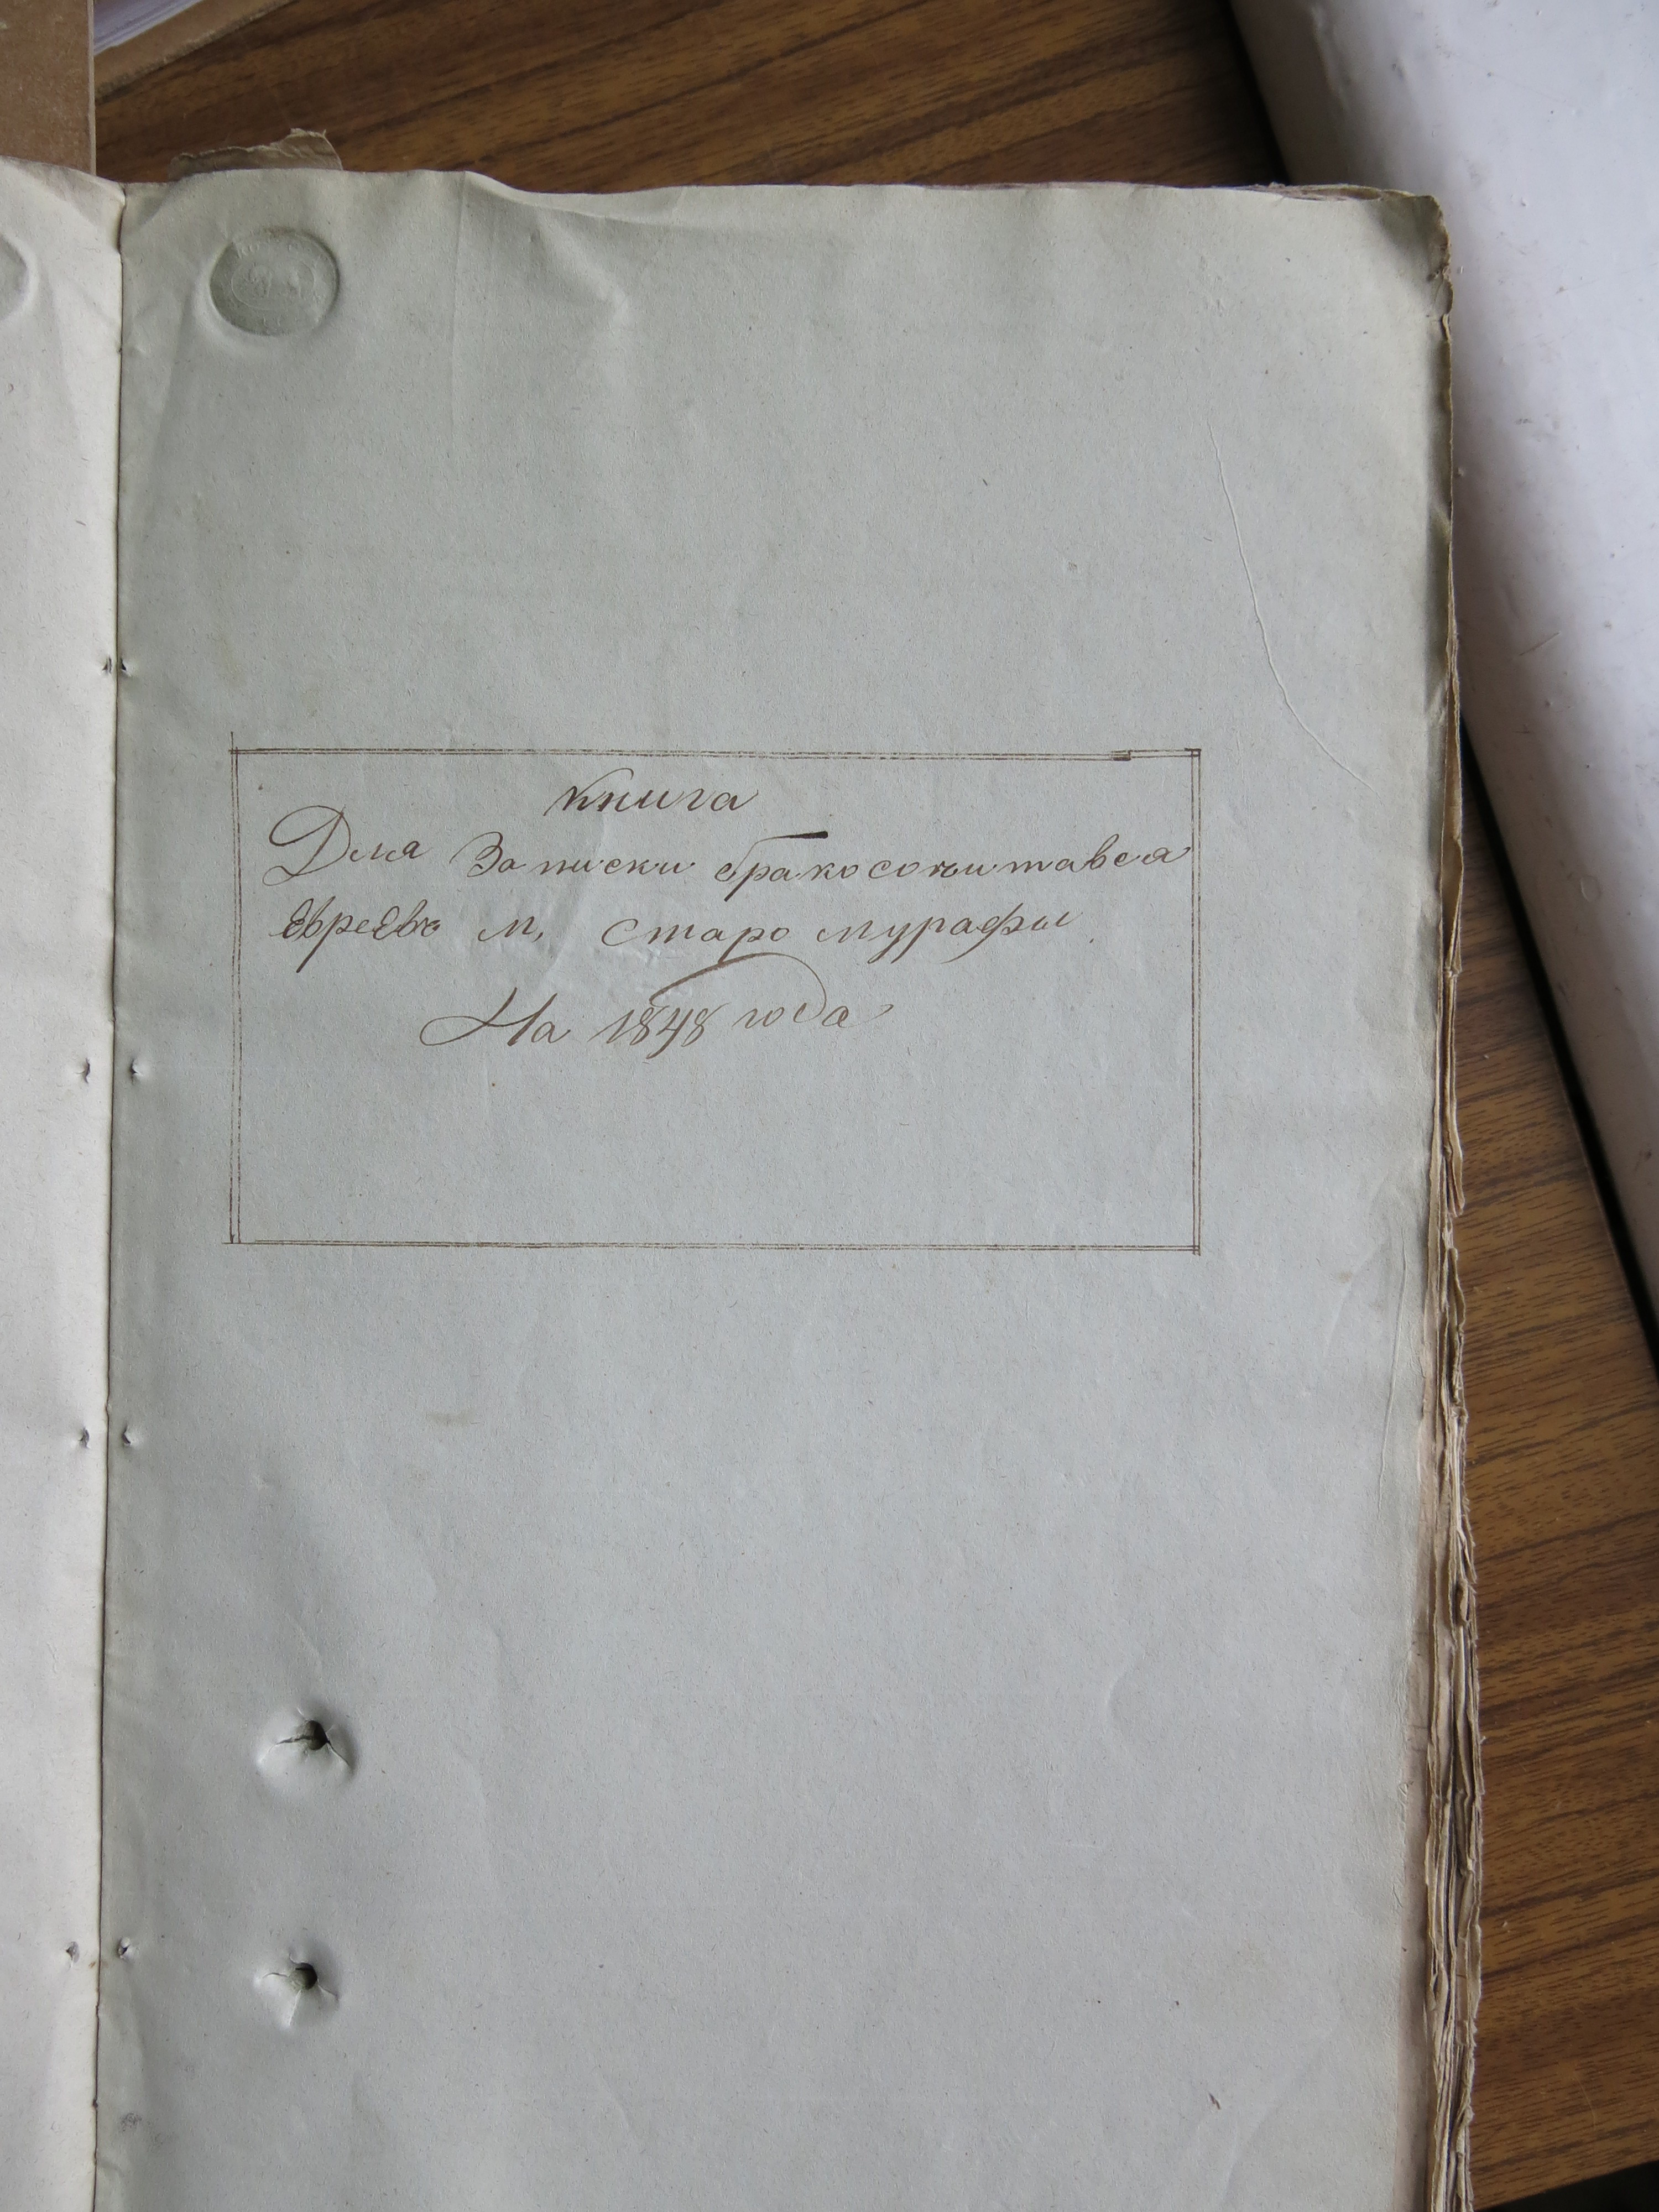 книга
Для Записки бракосочитався
Евреевъ м, Старо мурафы
На 1848 года